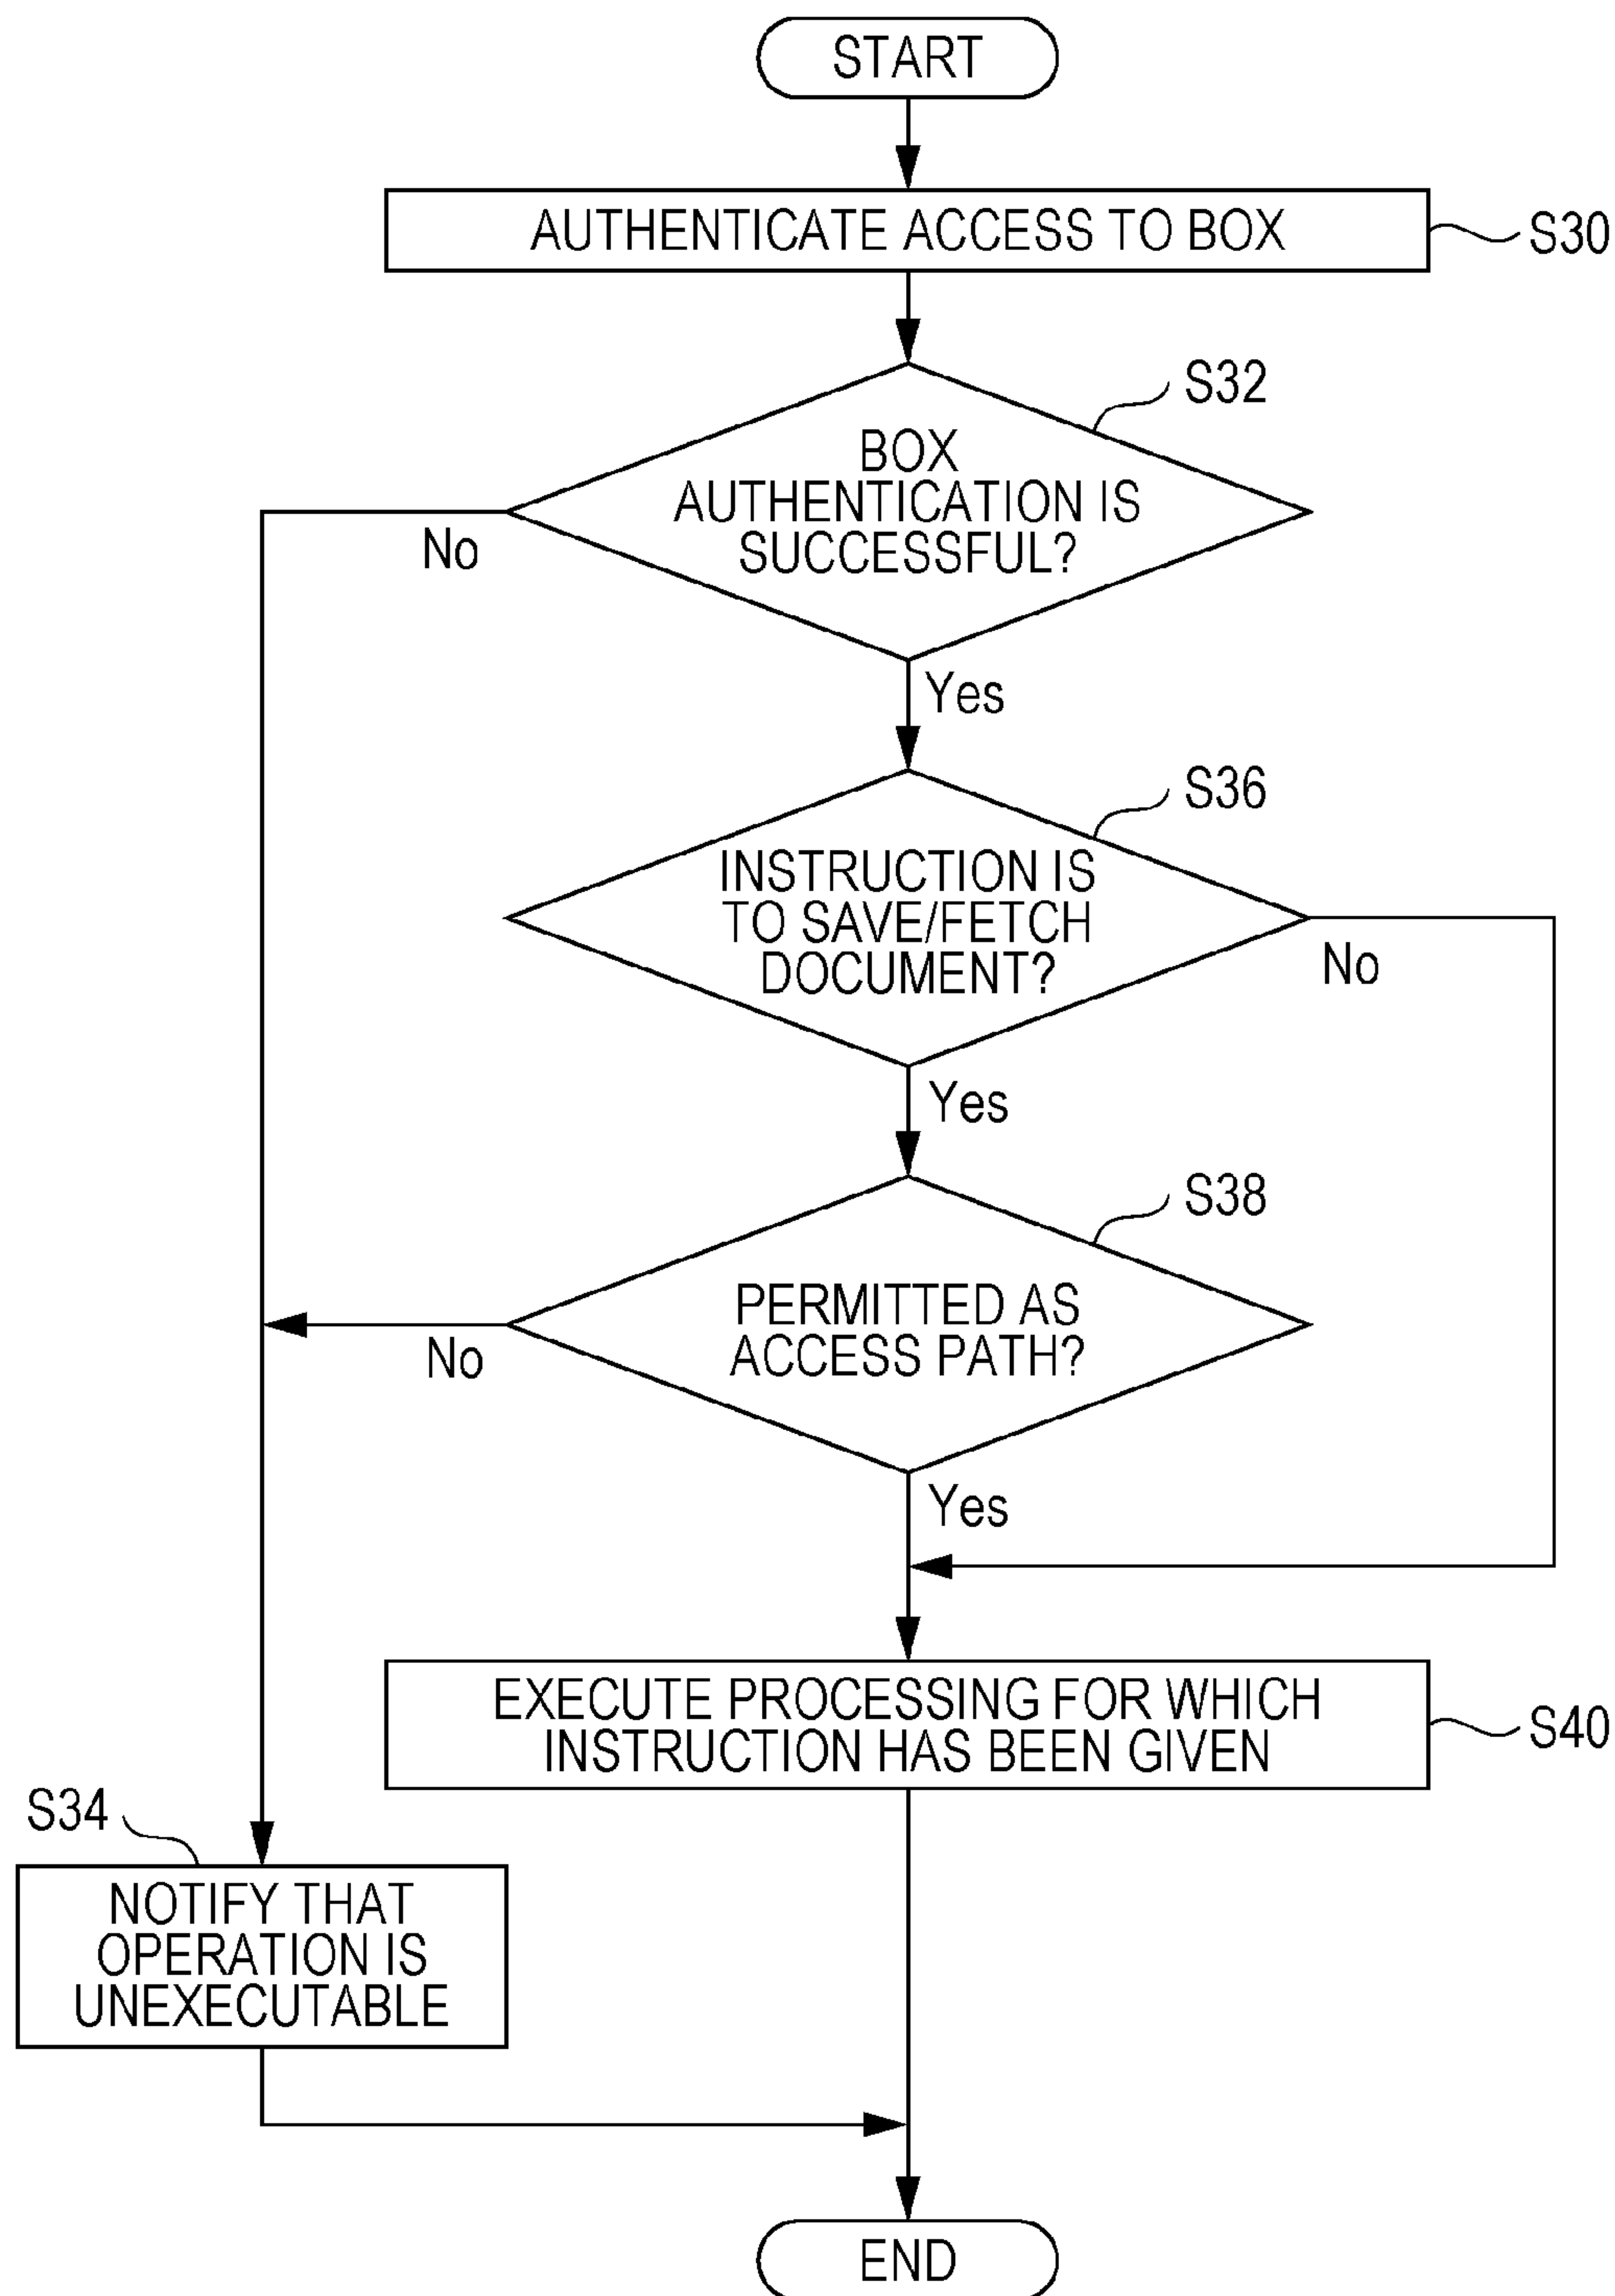 START
AUTHENTICATE ACCESS TO BOX
S30
S32
BOX
AUTHENTICATION IS
SUCCESSFUL?
No
Yes
S36
INSTRUCTION IS
TO SAVE/FETCH
DOCUMENT?
No
Yes
S38
PERMITTED AS
ACCESS PATH?
No
Yes
EXECUTE PROCESSING FOR WHICH
INSTRUCTION HAS BEEN GIVEN
S40
S34
NOTIFY THAT
OPERATION IS
UNEXECUTABLE
END